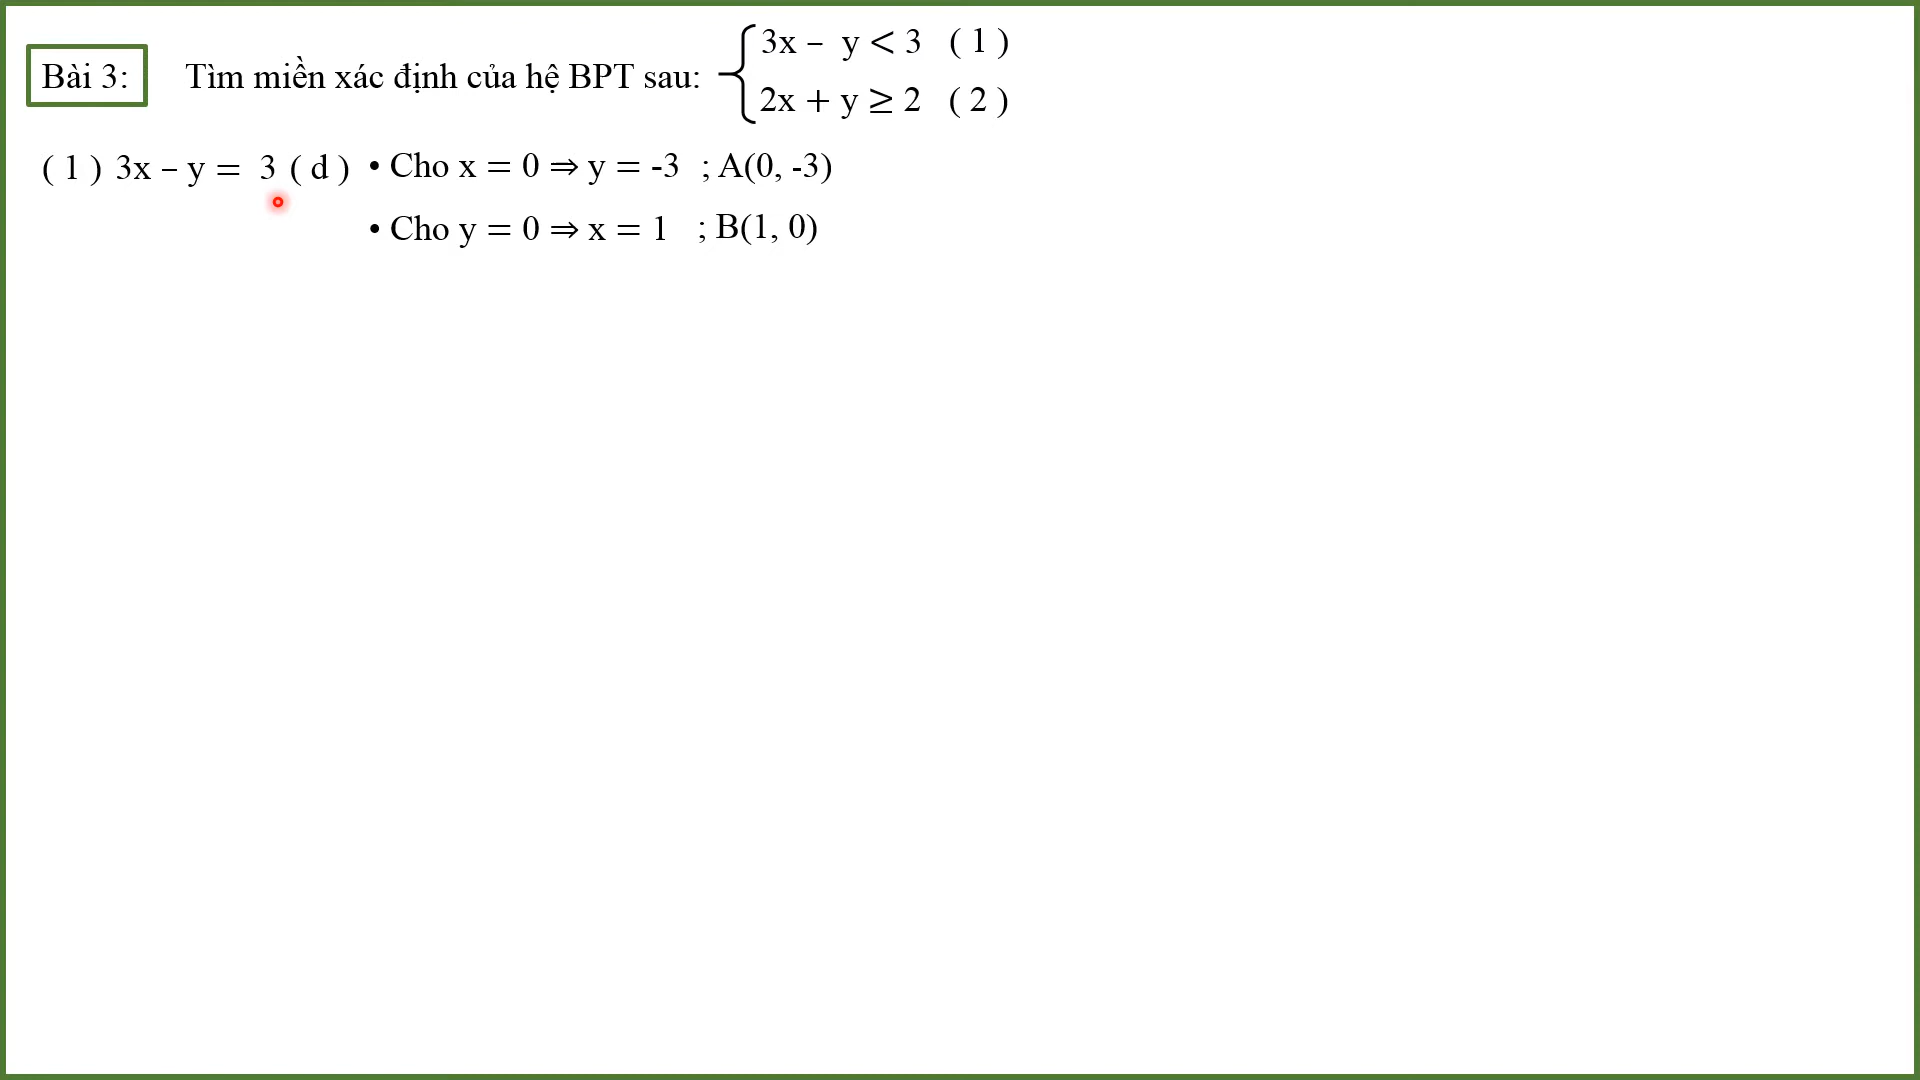 Bài 3: Tìm miền xác định của hệ BPT sau:
3x – y < 3 ( 1 )
2x + y ≥ 2 ( 2 )
( 1 ) 3x – y = 3 ( d ) • Cho x = 0 ⇒ y = -3 ; A(0, -3)
• Cho y = 0 ⇒ x = 1 ; B(1, 0)